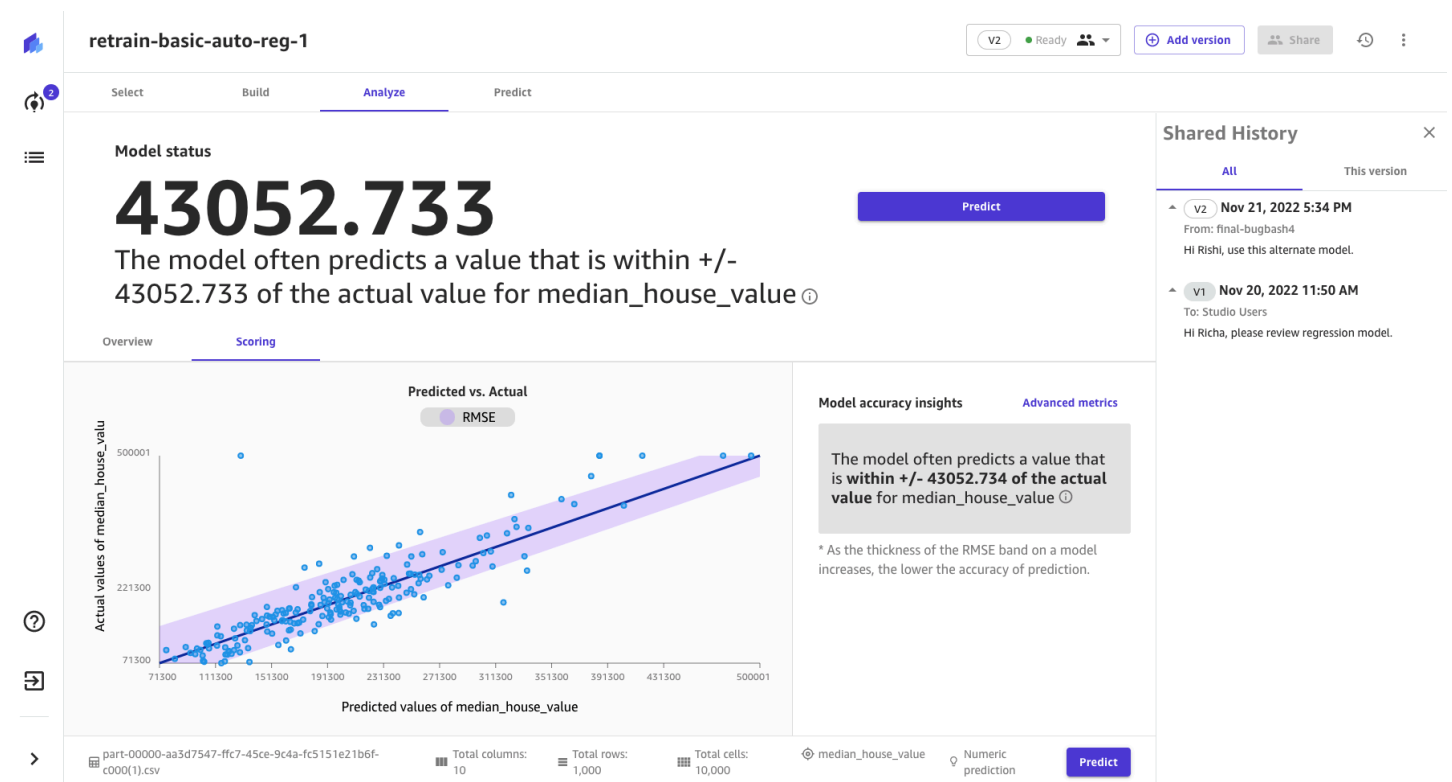 retrain-basic-auto-reg-1
V2 Ready
Add version
Share
2
Select Build Analyze Predict
Model status
43052.733
The model often predicts a value that is within +/-
43052.733 of the actual value for median_house_value
Predict
Overview Scoring
Predicted vs. Actual
RMSE
Actual values of median_house_valu
500001
221300
71300
71300 111300 151300 191300 231300 271300 311300 351300 391300 431300 500001
Predicted values of median_house_value
Model accuracy insights Advanced metrics
The model often predicts a value that
is within +/- 43052.734 of the actual
value for median_house_value
* As the thickness of the RMSE band on a model
increases, the lower the accuracy of prediction.
Shared History
All This version
V2 Nov 21, 2022 5:34 PM
From: final-bugbash4
Hi Rishi, use this alternate model.
V1 Nov 20, 2022 11:50 AM
To: Studio Users
Hi Richa, please review regression model.
part-00000-aa3d7547-ffc7-45ce-9c4a-fc5151e21b6f-
c000(1).csv
Total columns:
10
Total rows:
1,000
Total cells:
10,000
median_house_value
Numeric
prediction
Predict